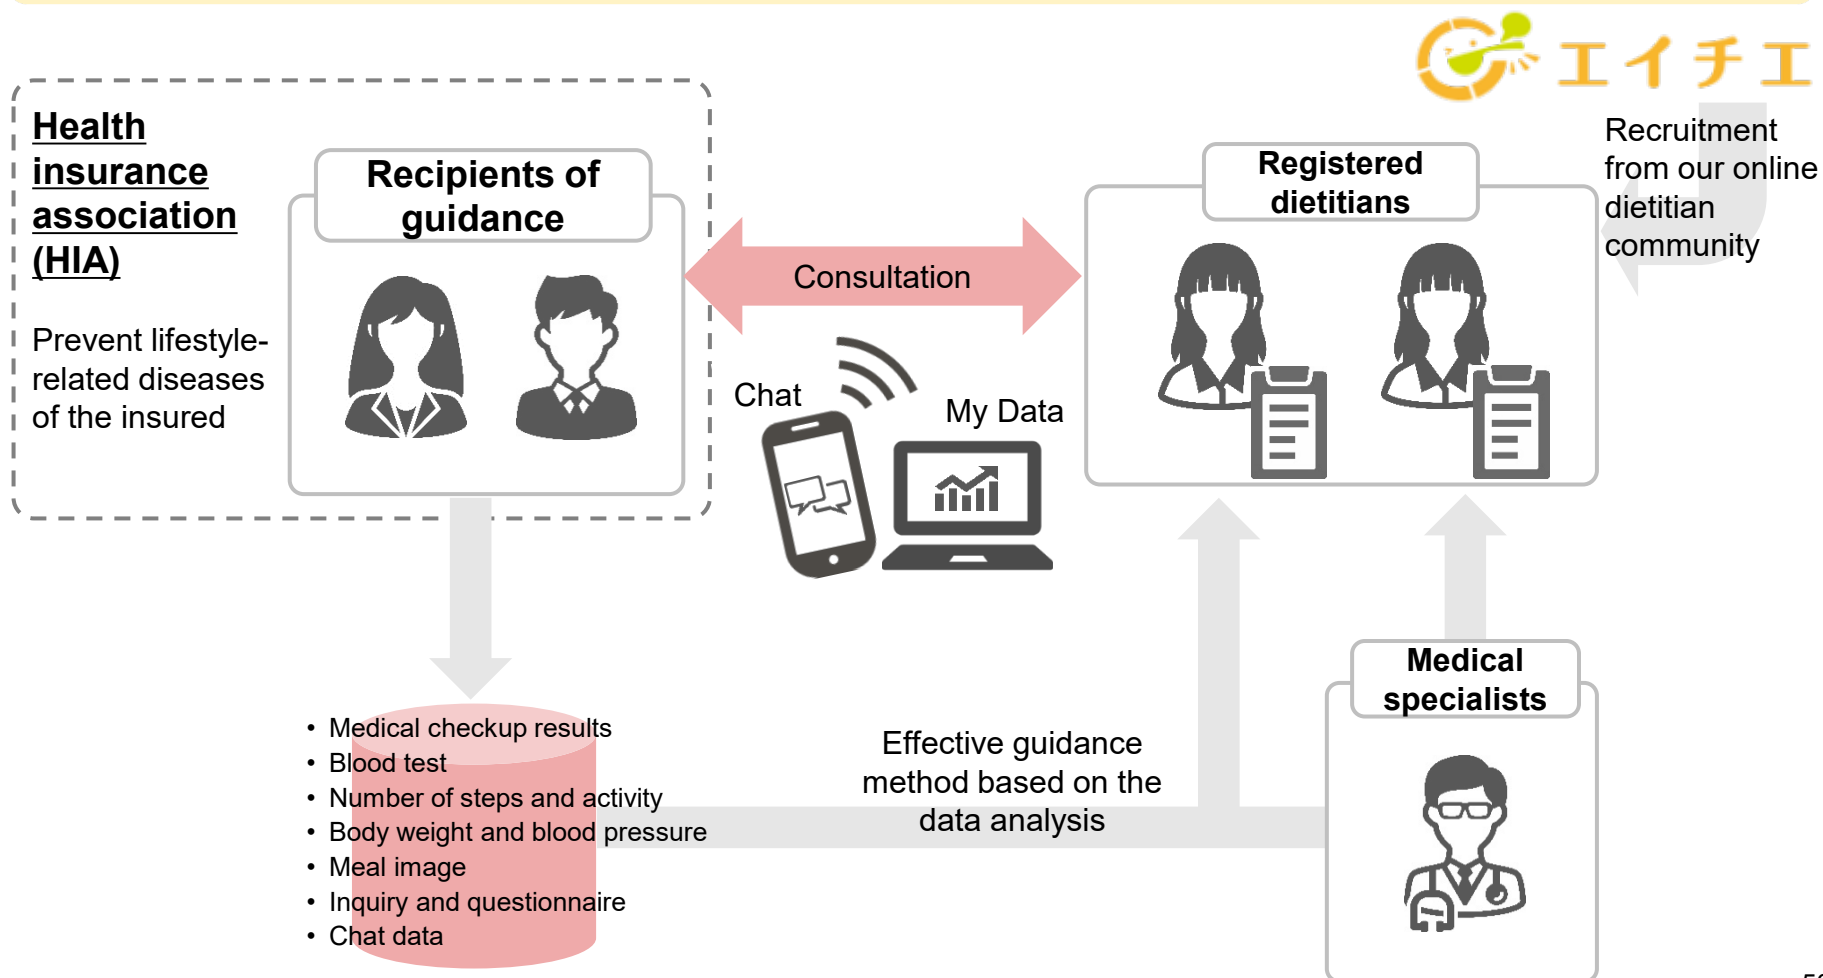 エイチエ
Health
insurance
association
(HIA)
Prevent lifestyle-
related diseases
of the insured
Recipients of
guidance
Consultation
Chat
My Data
Registered
dietitians
Recruitment
from our online
dietitian
community
• Medical checkup results
• Blood test
• Number of steps and activity
• Body weight and blood pressure
• Meal image
• Inquiry and questionnaire
• Chat data
Effective guidance
method based on the
data analysis
Medical
specialists